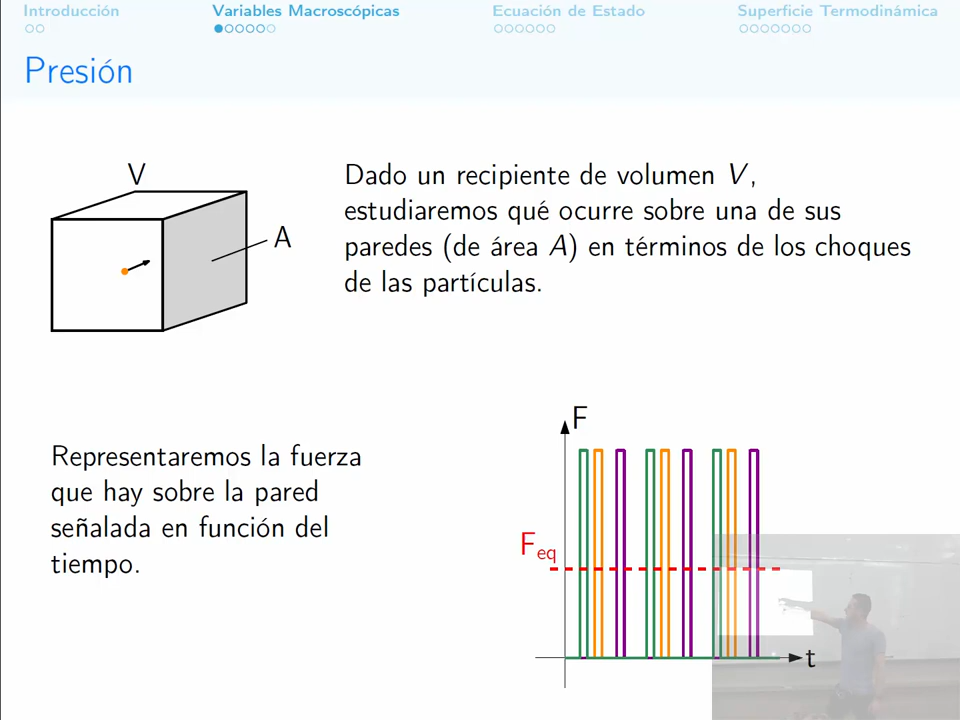 Introducción
Variables Macroscópicas
Ecuación de Estado
Superficie Termodinámica
Presión
V
A
Dado un recipiente de volumen V,
estudiaremos qué ocurre sobre una de sus
paredes (de área A) en términos de los choques
de las partículas.
Representaremos la fuerza
que hay sobre la pared
señalada en función del
tiempo.
F
Feq
t